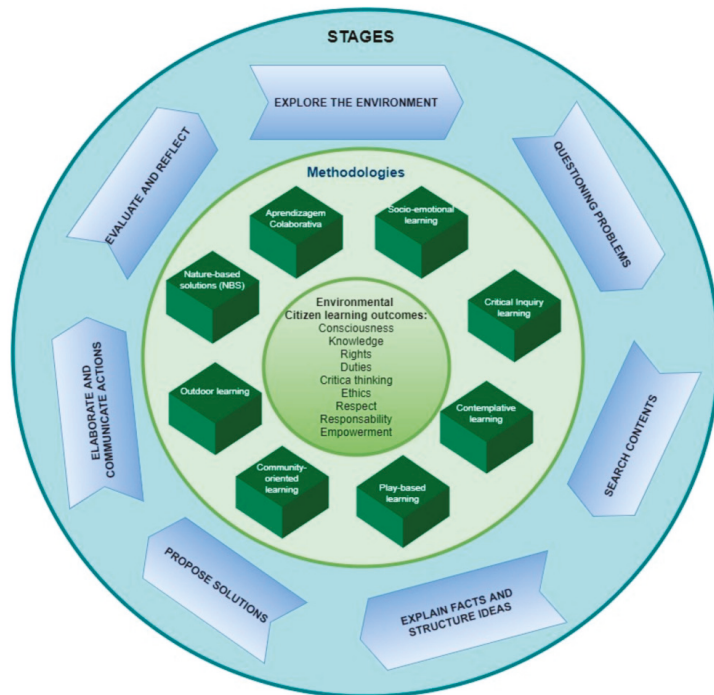 STAGES
EXPLORE THE ENVIRONMENT
QUESTIONING PROBLEMS
SEARCH CONTENTS
EXPLAIN FACTS AND
STRUCTURE IDEAS
PROPOSE SOLUTIONS
ELABORATE AND
COMMUNICATE ACTIONS
EVALUATE AND REFLECT
Methodologies
Aprendizagem
Colaborativa
Socio-emotional
learning
Critical Inquiry
learning
Contemplative
learning
Play-based
learning
Community-
oriented
learning
Outdoor learning
Nature-based
solutions (NBS)
Environmental
Citizen learning outcomes:
Consciousness
Knowledge
Rights
Duties
Critica thinking
Ethics
Respect
Responsability
Empowerment